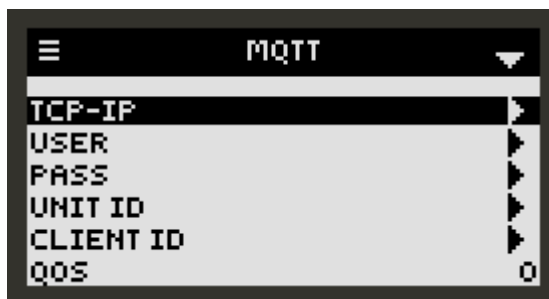 MQTT
TCP-IP
USER
PASS
UNIT ID
CLIENT ID
QOS 0